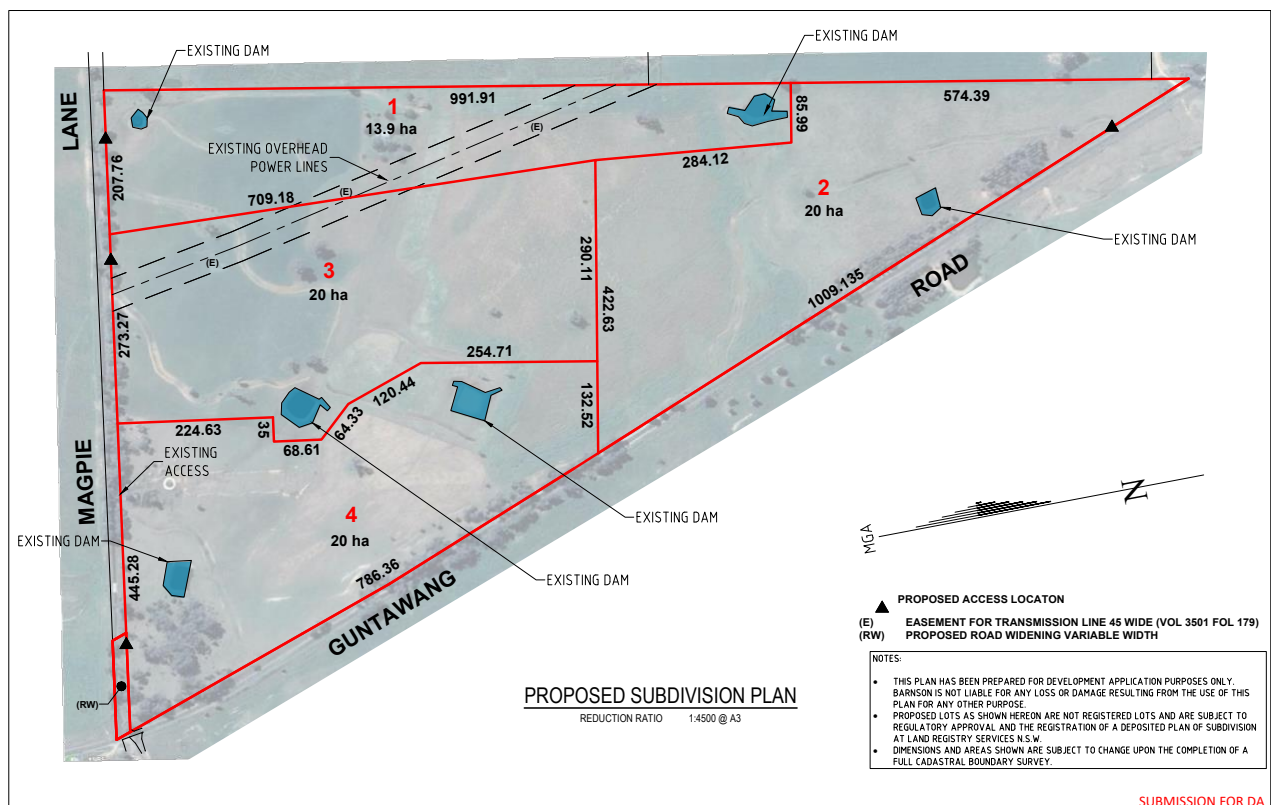 EXISTING DAM
EXISTING DAM
LANE
991.91
574.39
1
13.9 ha
85.99
(E)
EXISTING OVERHEAD
POWER LINES
207.76
284.12
709.18
(E)
2
20 ha
EXISTING DAM
(E)
3
20 ha
290.11
422.63
1009.135
ROAD
273.27
254.71
120.44
132.52
224.63
35
68.61
64.33
EXISTING
ACCESS
MAGPIE
4
20 ha
EXISTING DAM
EXISTING DAM
445.28
786.36
EXISTING DAM
GUNTAWANG
(RW)
MGA
N
PROPOSED ACCESS LOCATON
(E) EASEMENT FOR TRANSMISSION LINE 45 WIDE (VOL 3501 FOL 179)
(RW) PROPOSED ROAD WIDENING VARIABLE WIDTH
PROPOSED SUBDIVISION PLAN
REDUCTION RATIO 1:4500 @ A3
NOTES:
• THIS PLAN HAS BEEN PREPARED FOR DEVELOPMENT APPLICATION PURPOSES ONLY.
BARNSON IS NOT LIABLE FOR ANY LOSS OR DAMAGE RESULTING FROM THE USE OF THIS
PLAN FOR ANY OTHER PURPOSE.
• PROPOSED LOTS AS SHOWN HEREON ARE NOT REGISTERED LOTS AND ARE SUBJECT TO
REGULATORY APPROVAL AND THE REGISTRATION OF A DEPOSITED PLAN OF SUBDIVISION
AT LAND REGISTRY SERVICES N.S.W.
• DIMENSIONS AND AREAS SHOWN ARE SUBJECT TO CHANGE UPON THE COMPLETION OF A
FULL CADASTRAL BOUNDARY SURVEY.
SUBMISSION FOR DA